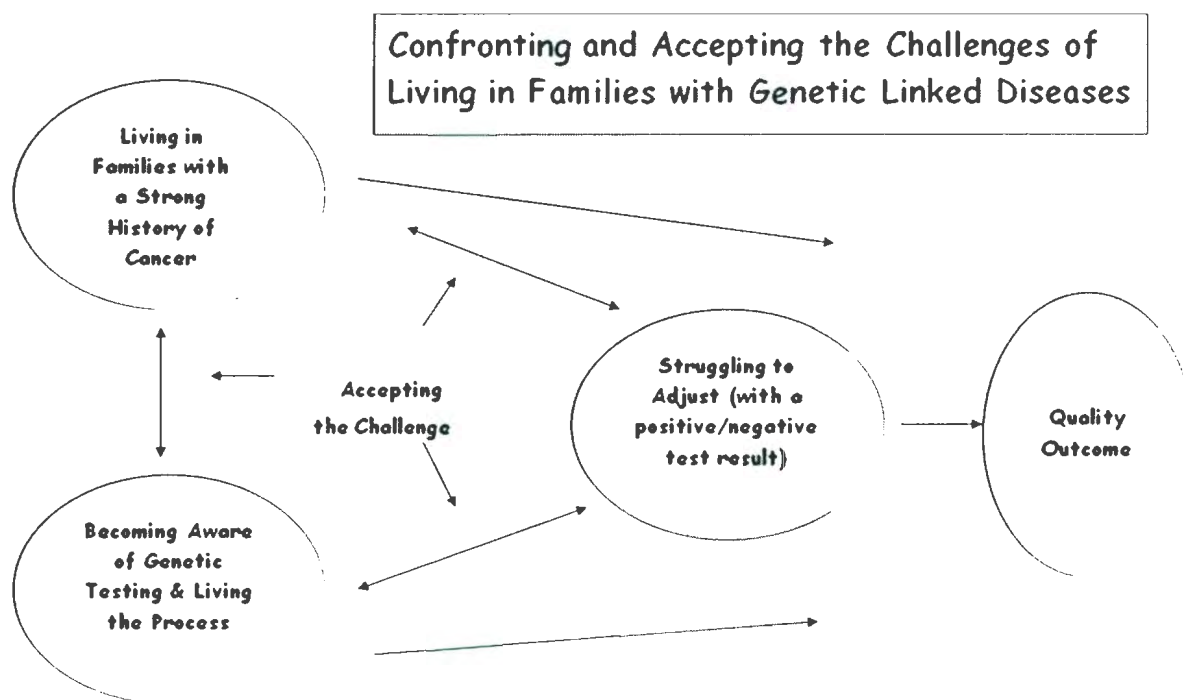 Confronting and Accepting the Challenges of
Living in Families with Genetic Linked Diseases
Living in
Families with
a Strong
History of
Cancer
Accepting
the Challenge
Struggling to
Adjust (with a
positive/negative
test result)
Quality
Outcome
Becoming Aware
of Genetic
Testing & Living
the Process